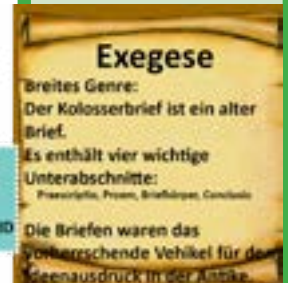 Exegese
Breites Genre:
Der Kolosserbrief ist ein alter
Brief.
Es enthält vier wichtige
Unterabschnitte:
Praescriptio, Proem, Briefkörper, Conclusio
Die Briefen waren das
vorherrschende Vehikel für den
Ideenausdruck in der Antike.